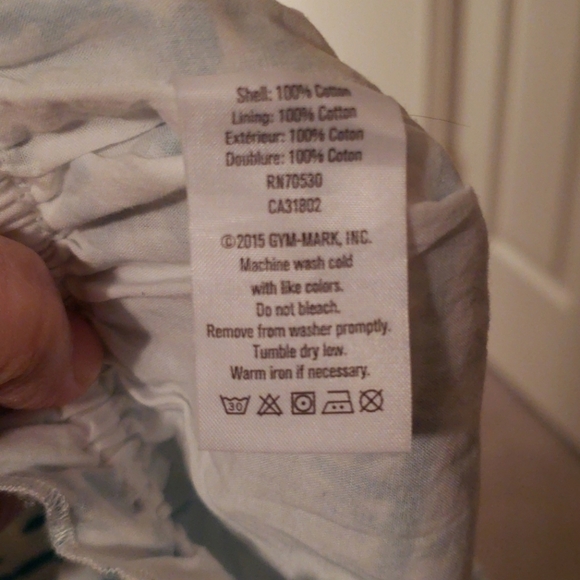 Shell: 100% Cotton
Lining: 100% Cotton
Extérieur: 100% Coton
Doublure: 100% Coton
RN70530
CA31802
©2015 GYM-MARK, INC.
Machine wash cold
with like colors.
Do not bleach.
Remove from washer promptly.
Tumble dry low.
Warm iron if necessary.
30